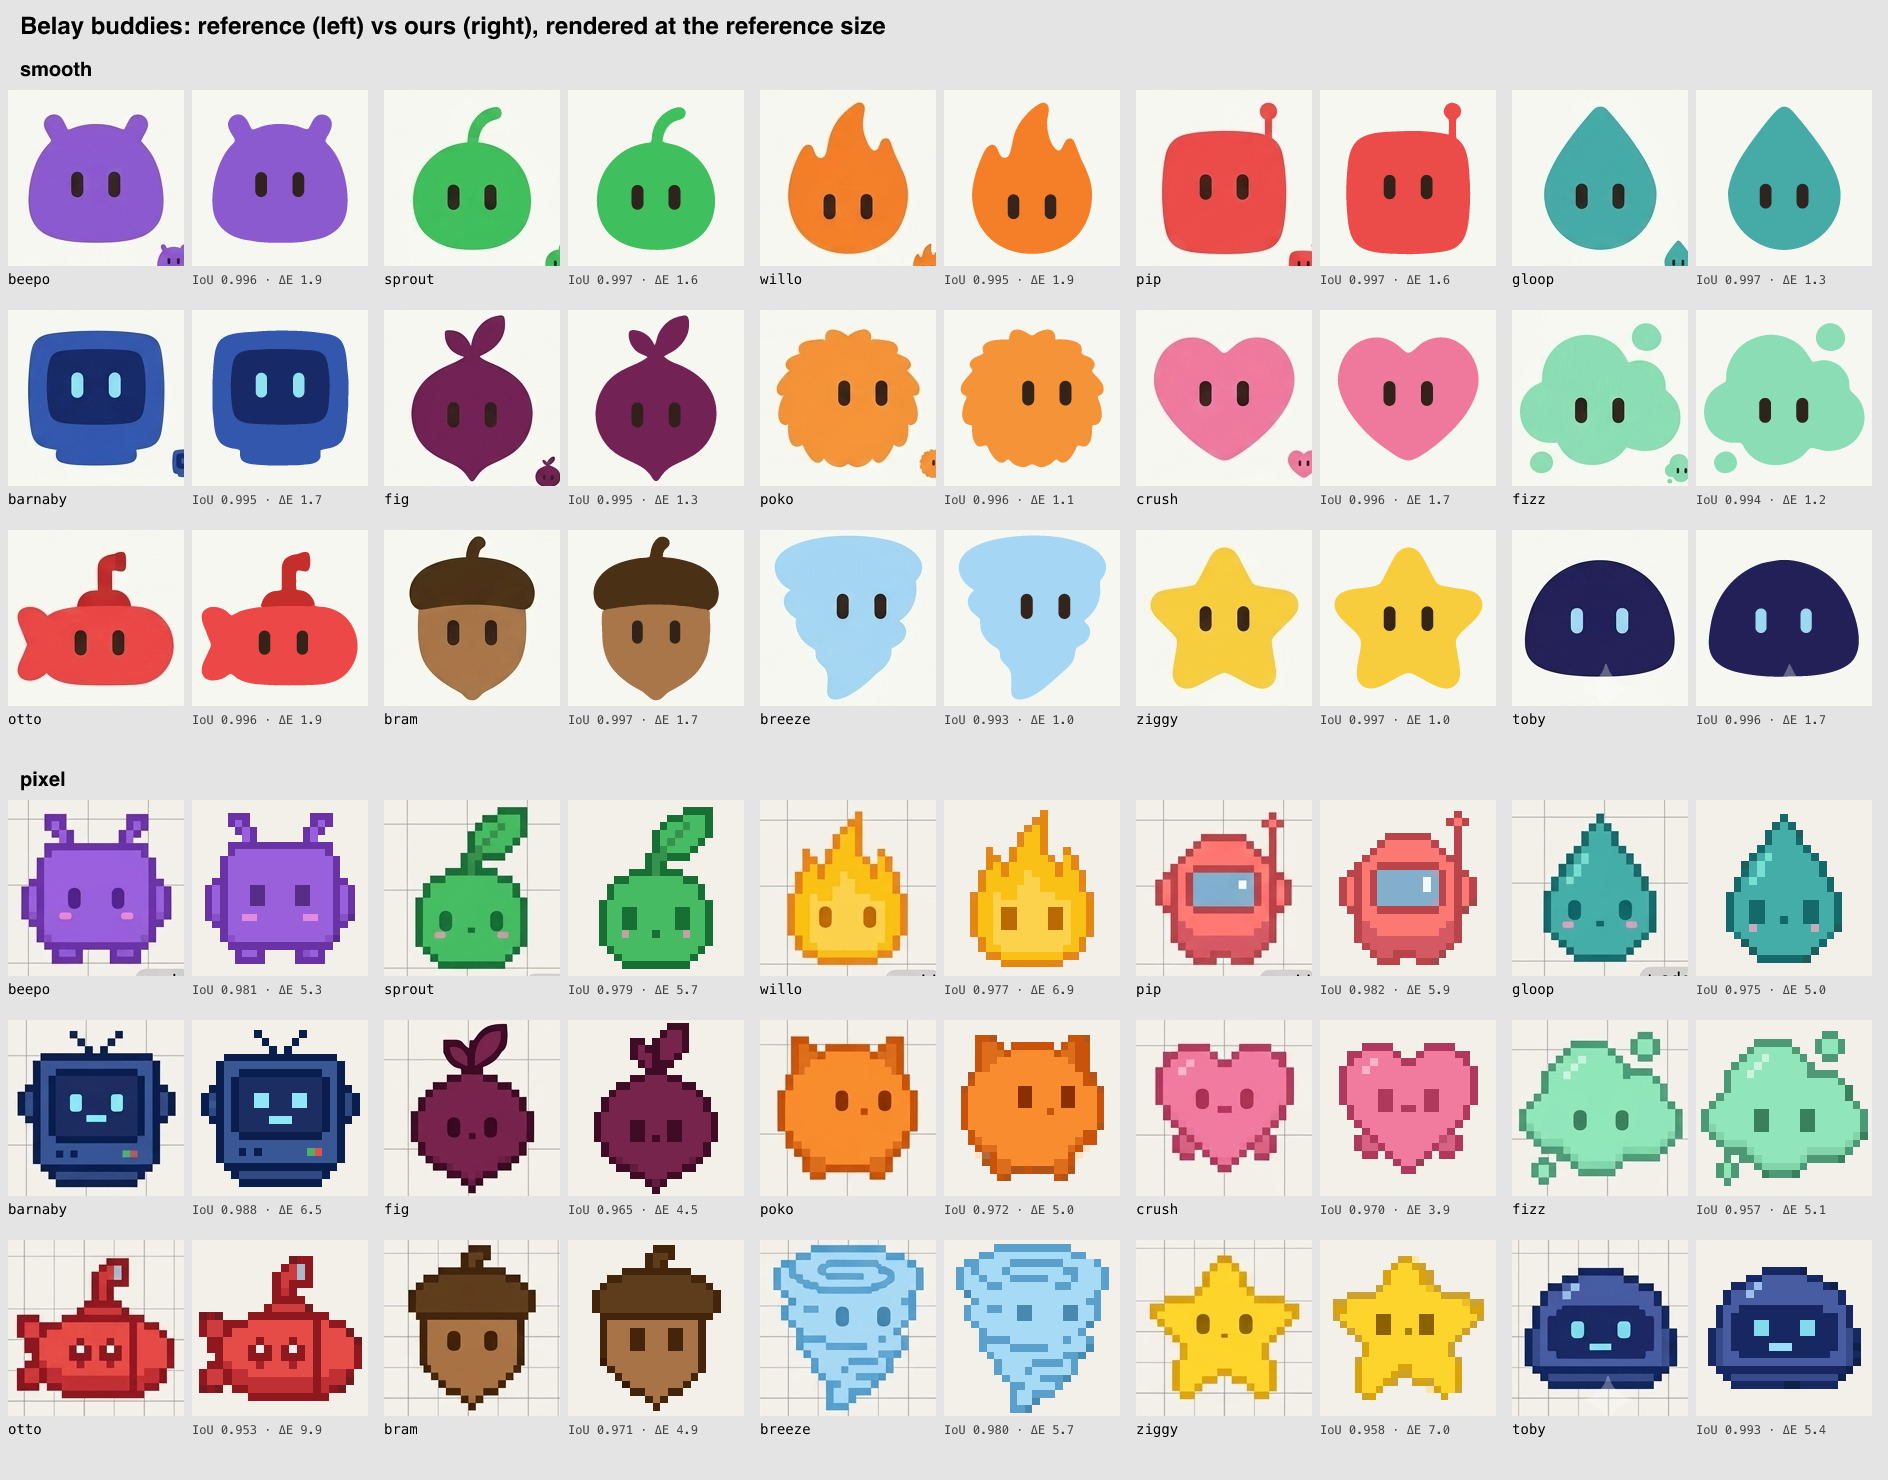 Belay buddies: reference (left) vs ours (right), rendered at the reference size
smooth
beepo IoU 0.996 · ΔE 1.9 sprout IoU 0.997 · ΔE 1.6 willo IoU 0.995 · ΔE 1.9 pip IoU 0.997 · ΔE 1.6 gloop IoU 0.997 · ΔE 1.3
barnaby IoU 0.995 · ΔE 1.7 fig IoU 0.995 · ΔE 1.3 poko IoU 0.996 · ΔE 1.1 crush IoU 0.996 · ΔE 1.7 fizz IoU 0.994 · ΔE 1.2
otto IoU 0.996 · ΔE 1.9 bram IoU 0.997 · ΔE 1.7 breeze IoU 0.993 · ΔE 1.0 ziggy IoU 0.997 · ΔE 1.0 toby IoU 0.996 · ΔE 1.7
pixel
beepo IoU 0.981 · ΔE 5.3 sprout IoU 0.979 · ΔE 5.7 willo IoU 0.977 · ΔE 6.9 pip IoU 0.982 · ΔE 5.9 gloop IoU 0.975 · ΔE 5.0
barnaby IoU 0.988 · ΔE 6.5 fig IoU 0.965 · ΔE 4.5 poko IoU 0.972 · ΔE 5.0 crush IoU 0.970 · ΔE 3.9 fizz IoU 0.957 · ΔE 5.1
otto IoU 0.953 · ΔE 9.9 bram IoU 0.971 · ΔE 4.9 breeze IoU 0.980 · ΔE 5.7 ziggy IoU 0.958 · ΔE 7.0 toby IoU 0.993 · ΔE 5.4